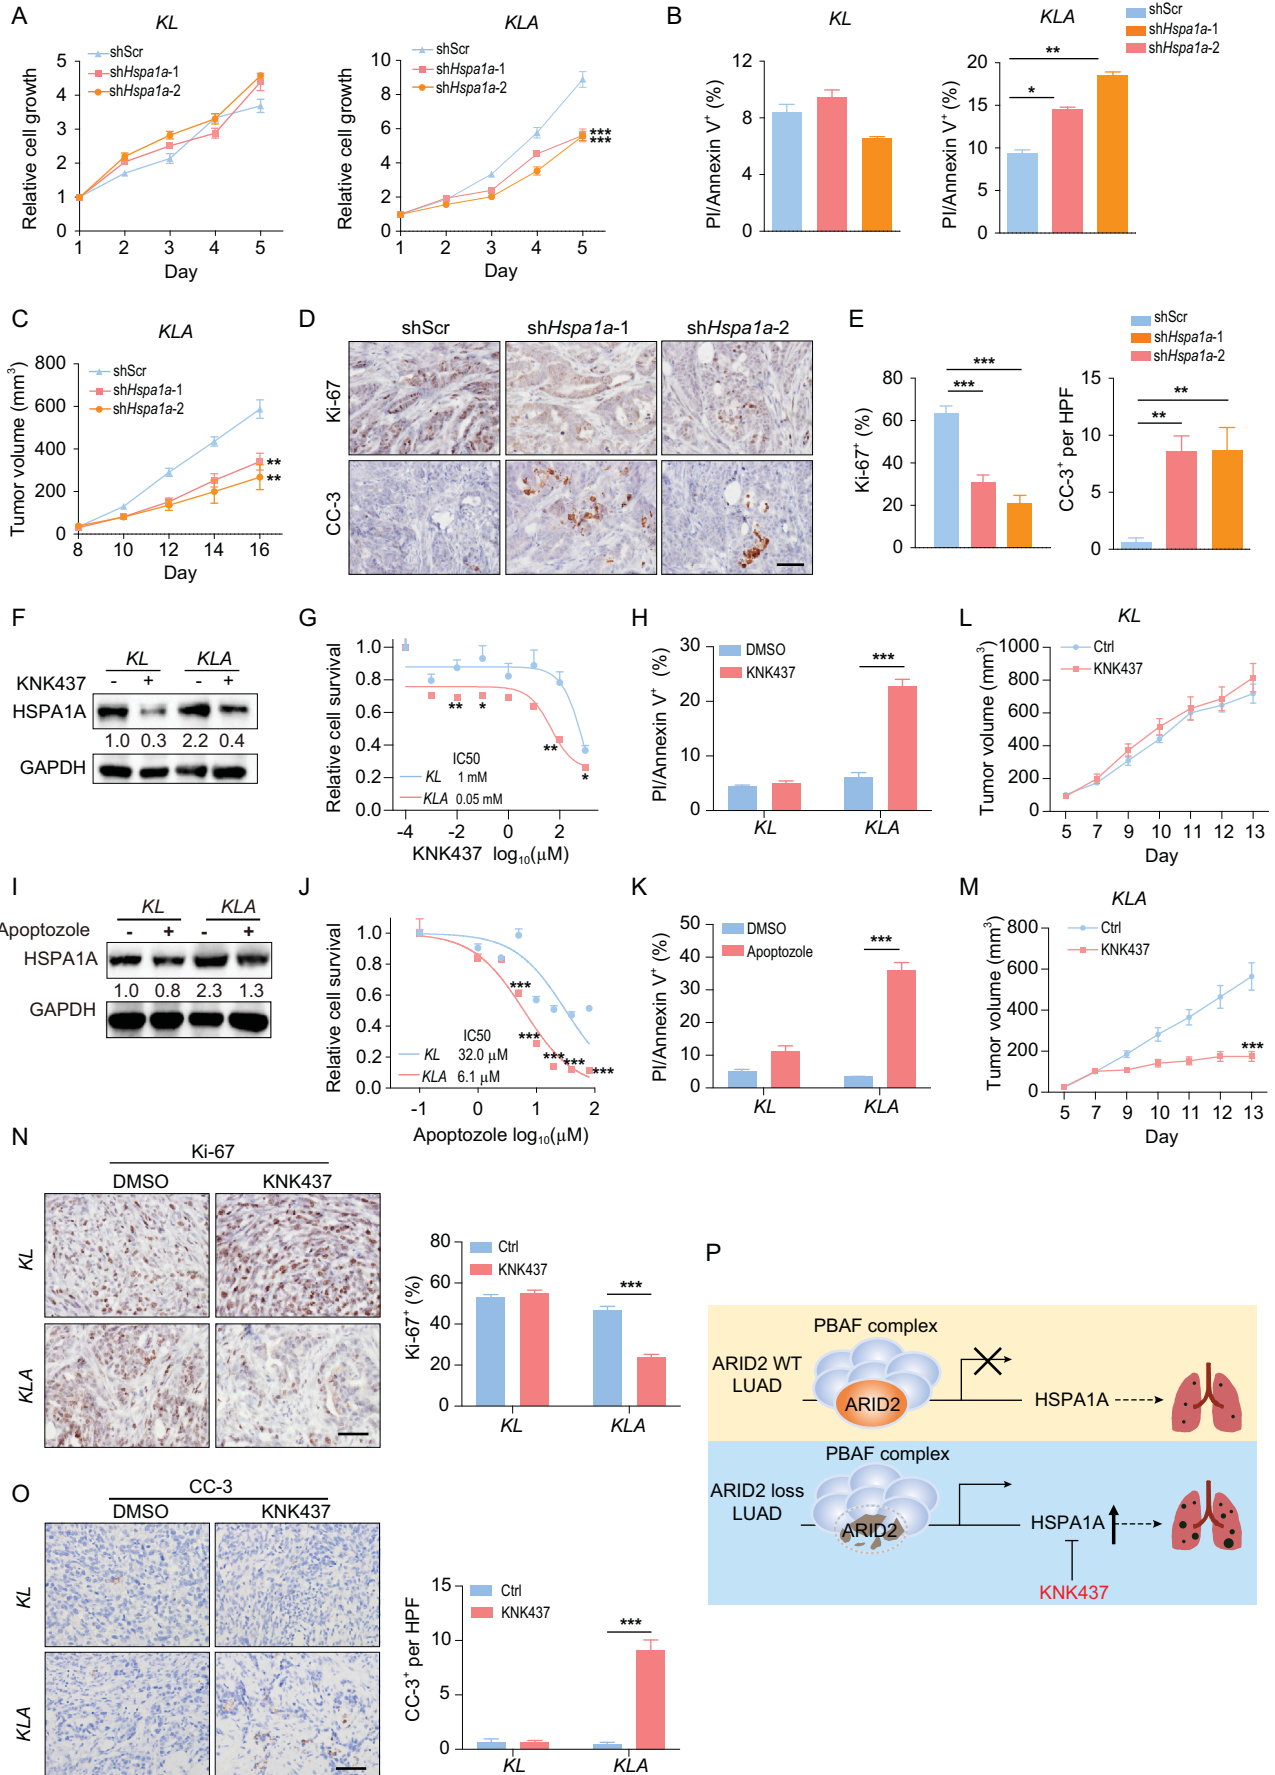 A
KL
shScr
shHspa1a-1
shHspa1a-2
Relative cell growth
5
4
3
2
1
0
1 2 3 4 5
Day
KLA
shScr
shHspa1a-1
shHspa1a-2
Relative cell growth
10
8
6
4
2
0
***
***
1 2 3 4 5
Day
B
KL
PI/Annexin V+ (%)
12
8
4
0
KLA
shScr
shHspa1a-1
shHspa1a-2
PI/Annexin V+ (%)
20
15
10
5
0
**
*
C
KLA
shScr
shHspa1a-1
shHspa1a-2
Tumor volume (mm3)
800
600
400
200
0
**
**
8 10 12 14 16
Day
D
shScr shHspa1a-1 shHspa1a-2
Ki-67
CC-3
E
shScr
shHspa1a-1
shHspa1a-2
Ki-67+ (%)
80
60
40
20
0
***
***
CC-3+ per HPF
15
10
5
0
**
**
F
KL KLA
KNK437 - + - +
HSPA1A
1.0 0.3 2.2 0.4
GAPDH
G
Relative cell survival
1.0
0.8
0.6
0.4
0.2
0.0
** * ** *
IC50
KL 1 mM
KLA 0.05 mM
-4 -2 0 2
KNK437 log10(μM)
H
DMSO
KNK437
PI/Annexin V+ (%)
30
20
10
0
***
KL KLA
L
KL
Ctrl
KNK437
Tumor volume (mm3)
1000
800
600
400
200
0
5 7 9 10 11 12 13
Day
I
KL KLA
Apoptozole - + - +
HSPA1A
1.0 0.8 2.3 1.3
GAPDH
J
Relative cell survival
1.0
0.8
0.6
0.4
0.2
0.0
*** *** *** *** ***
IC50
KL 32.0 μM
KLA 6.1 μM
-1 0 1 2
Apoptozole log10(μM)
K
DMSO
Apoptozole
PI/Annexin V+ (%)
50
40
30
20
10
0
***
KL KLA
M
KLA
Ctrl
KNK437
Tumor volume (mm3)
800
600
400
200
0
***
5 7 9 10 11 12 13
Day
N
Ki-67
DMSO KNK437
KL
KLA
Ctrl
KNK437
Ki-67+ (%)
80
60
40
20
0
***
KL KLA
O
CC-3
DMSO KNK437
KL
KLA
Ctrl
KNK437
CC-3+ per HPF
15
10
5
0
***
KL KLA
P
PBAF complex
ARID2 WT
LUAD
ARID2
HSPA1A
PBAF complex
ARID2 loss
LUAD
ARID2
HSPA1A
KNK437